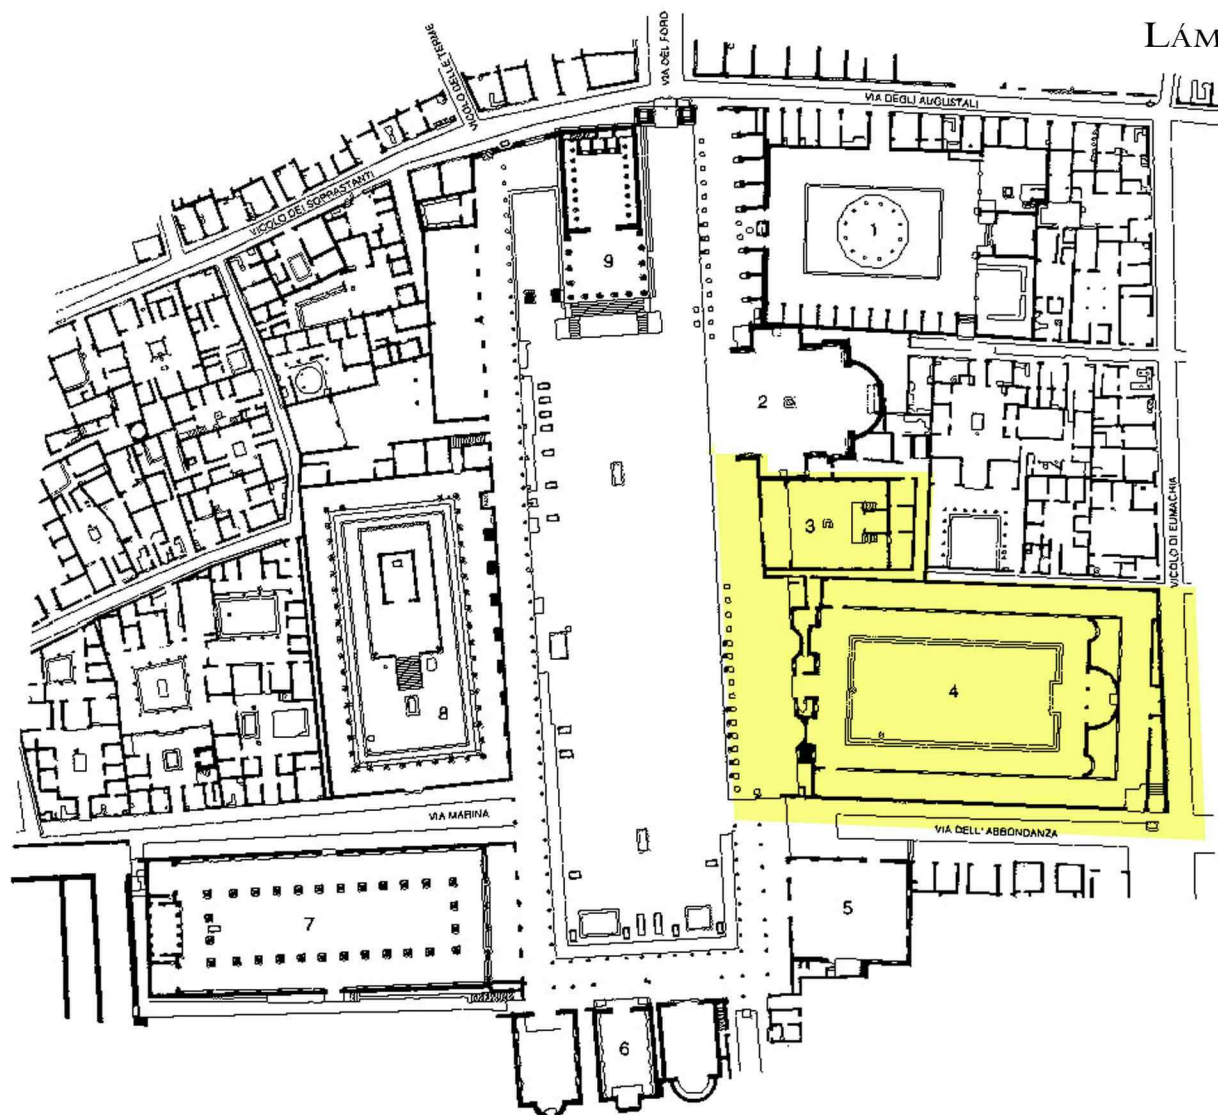 LÁM
VICOLO DELLE TERME
VIA DEL FORO
VIA DEGLI AUGUSTALI
VICOLO DEI SOPRASTANTI
1
9
2
3
VICOLO DI EUMACHIA
4
8
VIA MARINA
VIA DELL' ABBONDANZA
5
7
6